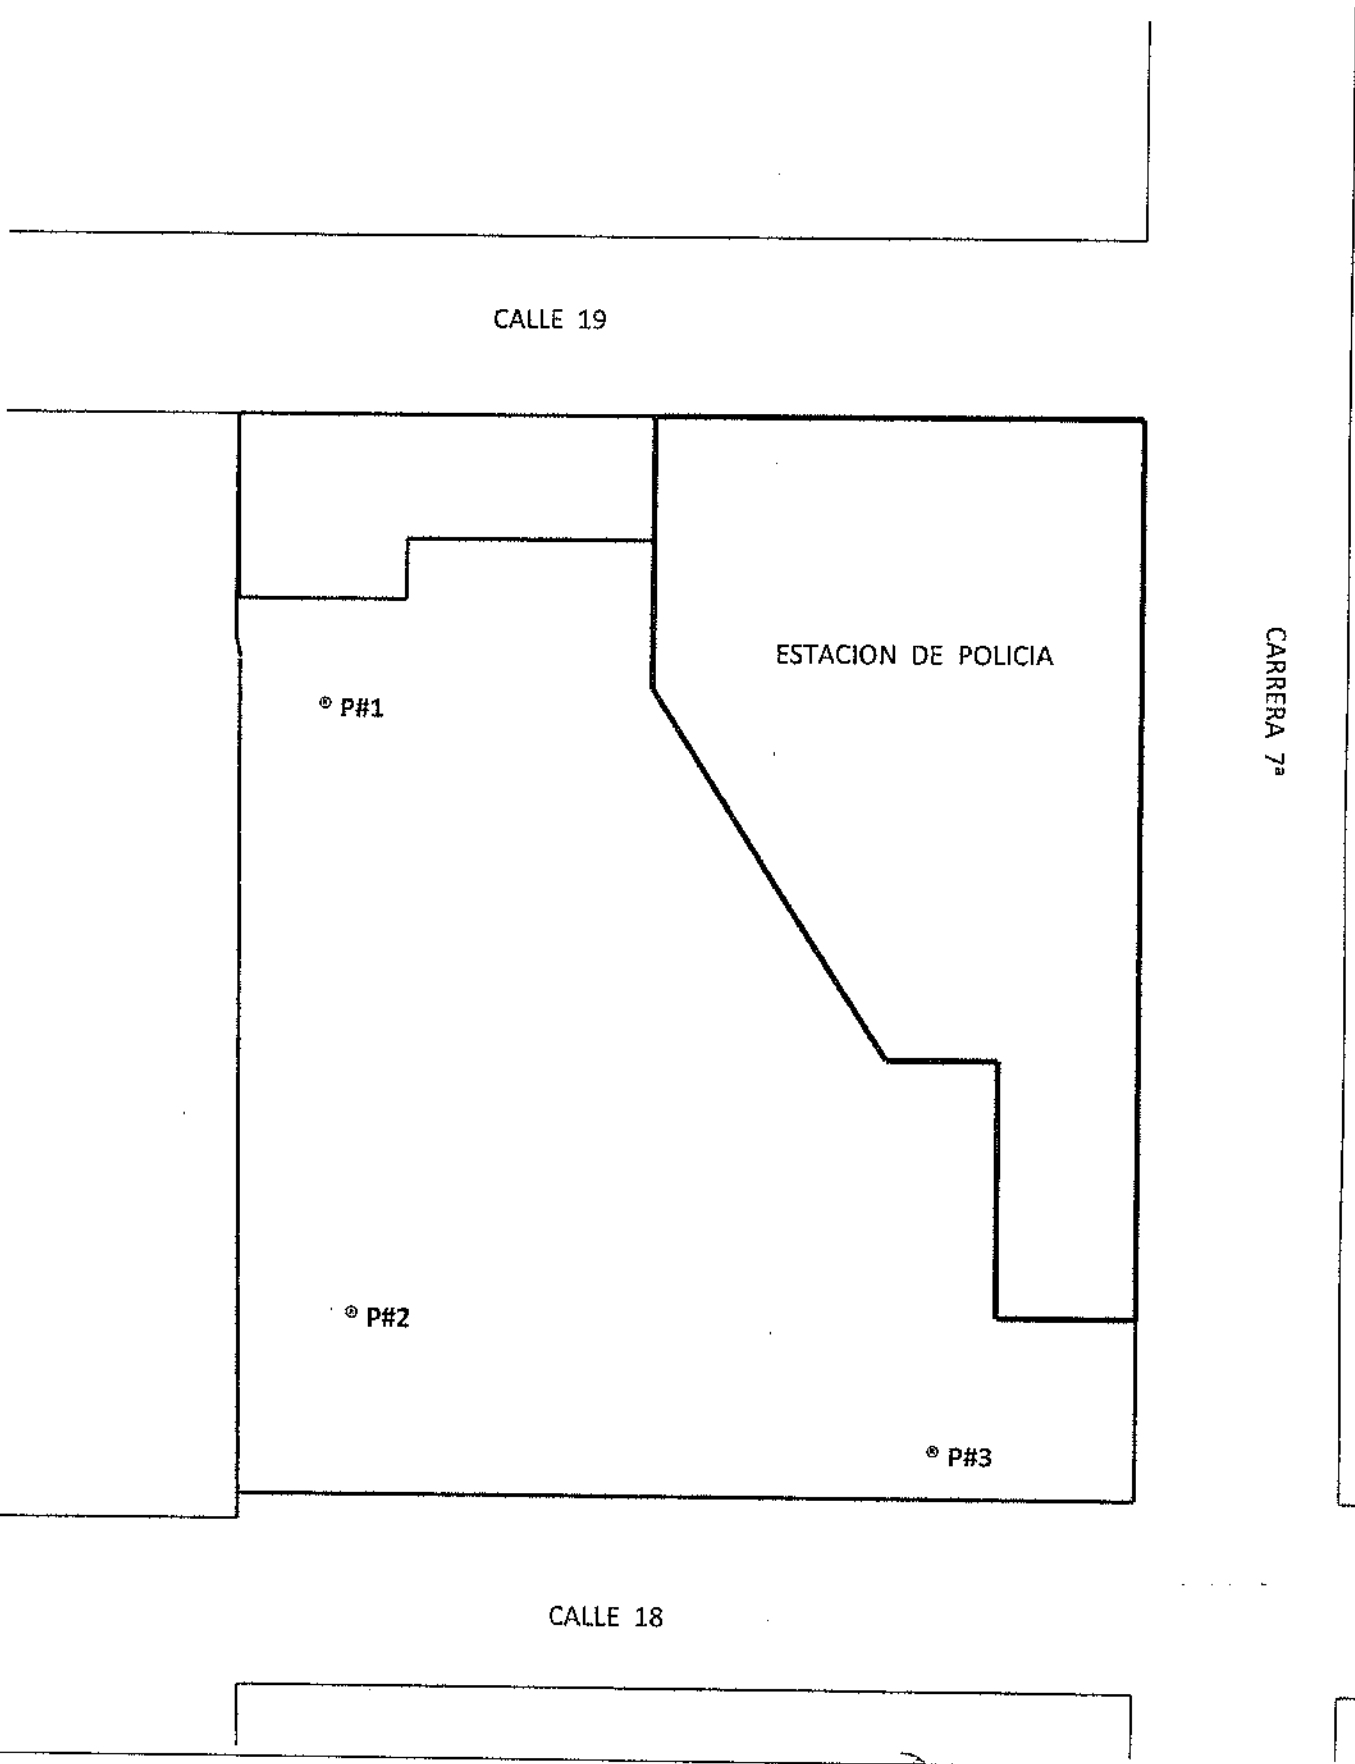 CALLE 19
ESTACION DE POLICIA
CARRERA 7ª
P#1
P#2
P#3
CALLE 18